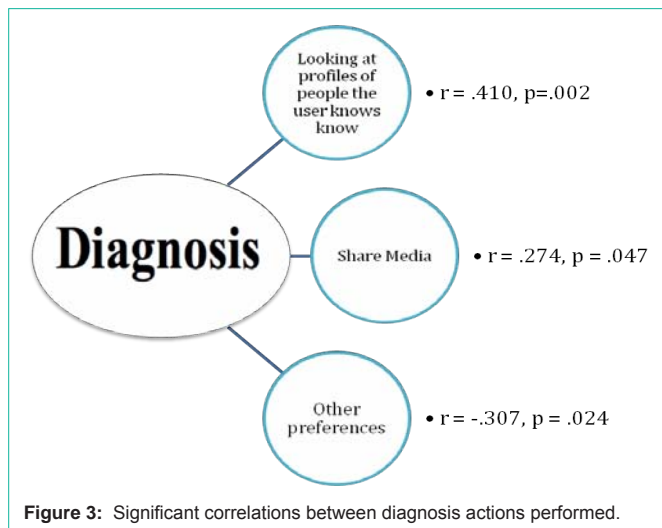 Looking at
profiles of
people the
user knows
know
• r = .410, p=.002
Diagnosis
Share Media
• r = .274, p = .047
Other
preferences
• r = -.307, p = .024
Figure 3: Significant correlations between diagnosis actions performed.